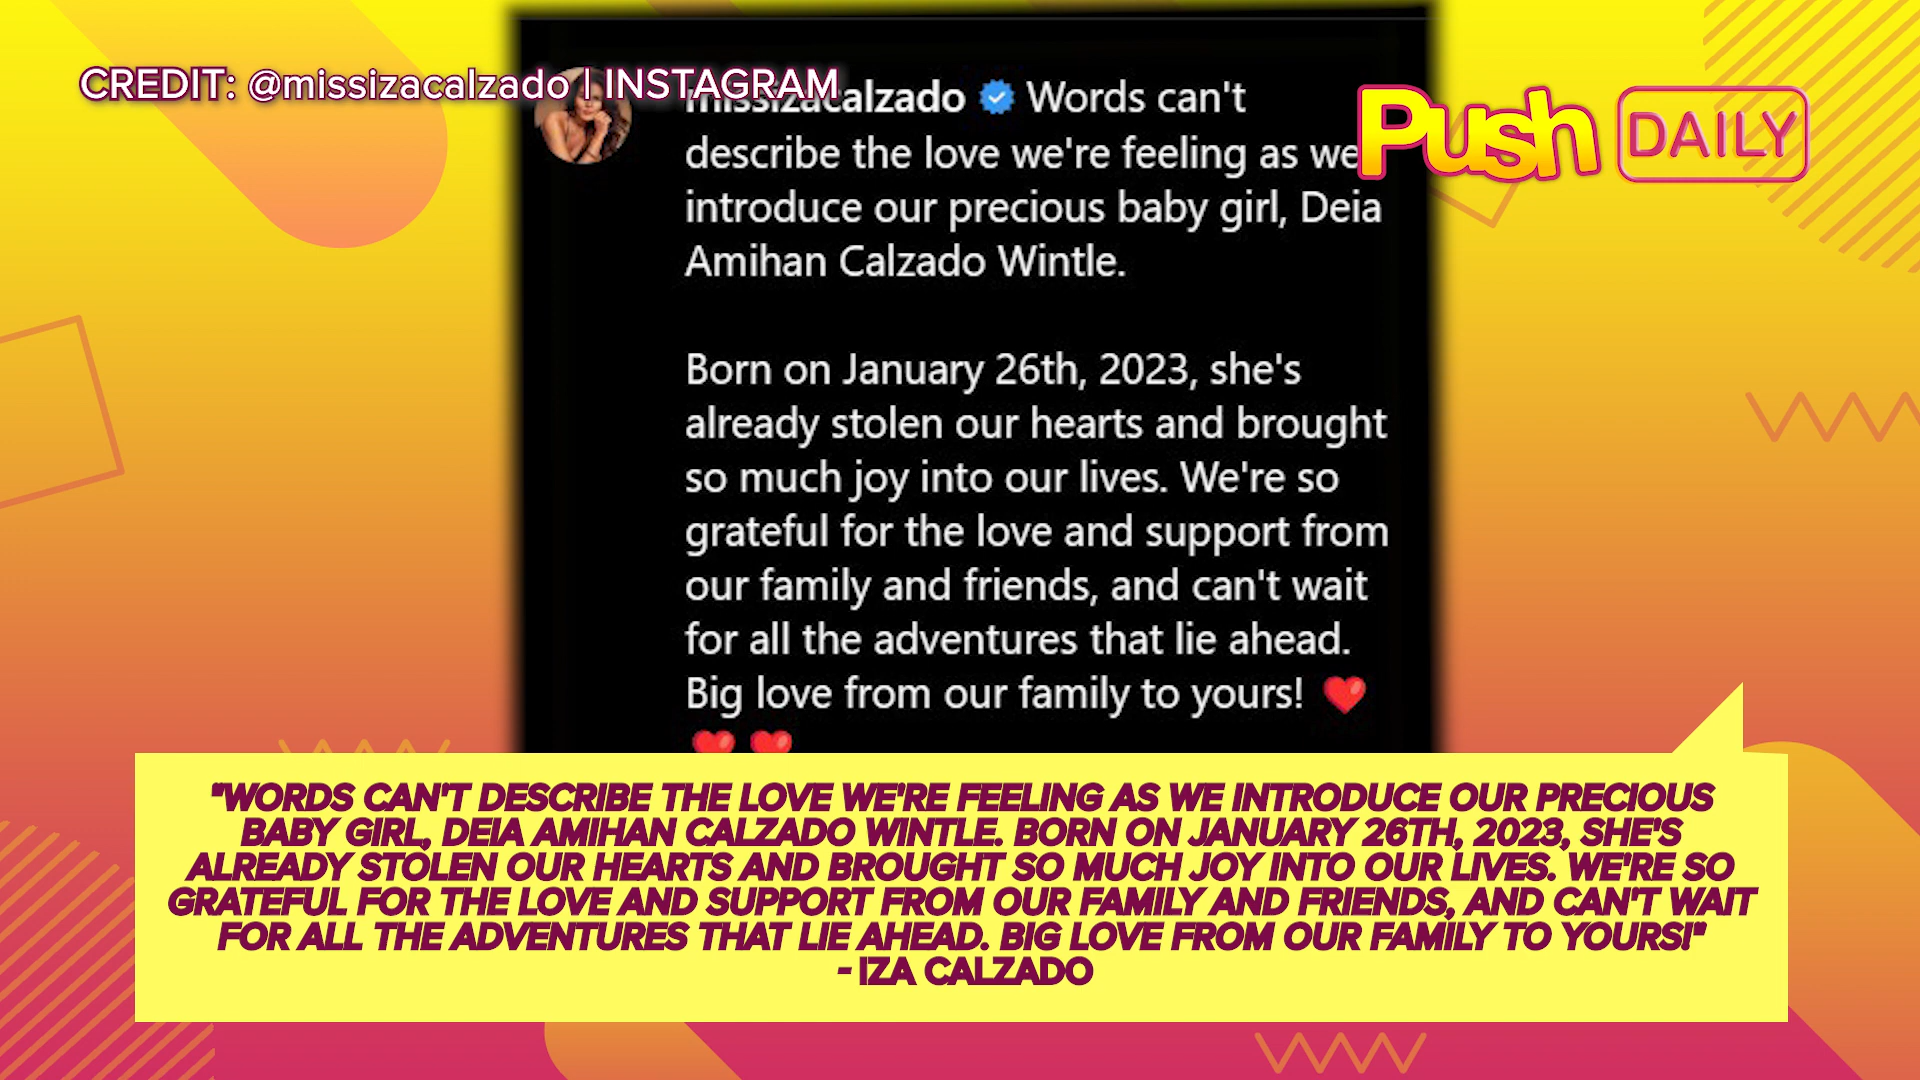 CREDIT: @missizacalzado | INSTAGRAM
Push DAILY
missizacalzado Words can't
describe the love we're feeling as we
introduce our precious baby girl, Deia
Amihan Calzado Wintle.
Born on January 26th, 2023, she's
already stolen our hearts and brought
so much joy into our lives. We're so
grateful for the love and support from
our family and friends, and can't wait
for all the adventures that lie ahead.
Big love from our family to yours! ❤️
❤️ ❤️
"WORDS CAN'T DESCRIBE THE LOVE WE'RE FEELING AS WE INTRODUCE OUR PRECIOUS
BABY GIRL, DEIA AMIHAN CALZADO WINTLE. BORN ON JANUARY 26TH, 2023, SHE'S
ALREADY STOLEN OUR HEARTS AND BROUGHT SO MUCH JOY INTO OUR LIVES. WE'RE SO
GRATEFUL FOR THE LOVE AND SUPPORT FROM OUR FAMILY AND FRIENDS, AND CAN'T WAIT
FOR ALL THE ADVENTURES THAT LIE AHEAD. BIG LOVE FROM OUR FAMILY TO YOURS!"
- IZA CALZADO